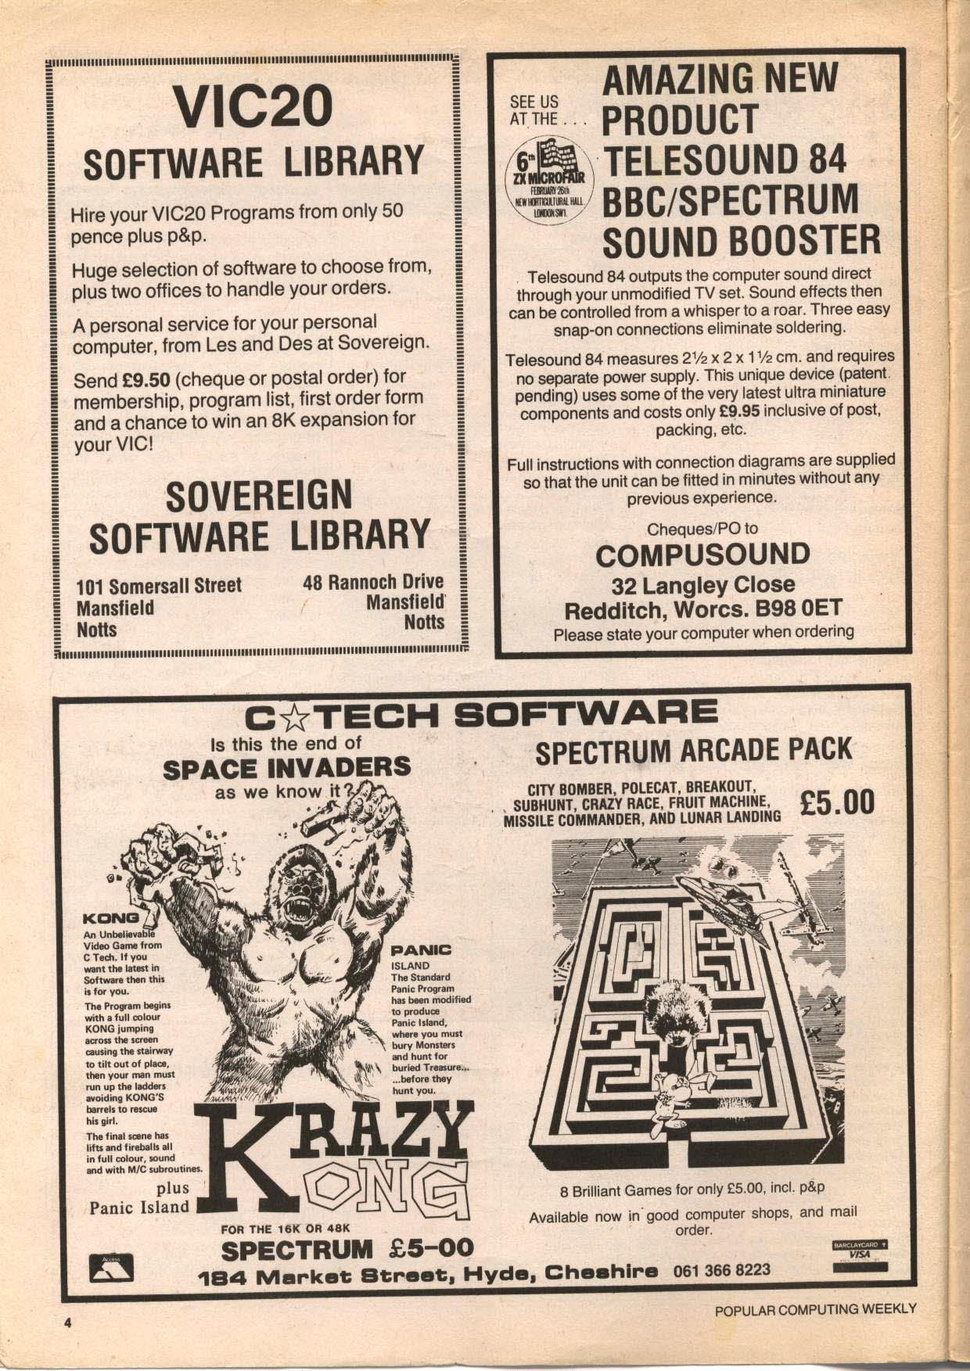 VIC20
SOFTWARE LIBRARY
Hire your VIC20 Programs from only 50
pence plus p&p.
Huge selection of software to choose from,
plus two offices to handle your orders.
A personal service for your personal
computer, from Les and Des at Sovereign.
Send £9.50 (cheque or postal order) for
membership, program list, first order form
and a chance to win an 8K expansion for
your VIC!
SOVEREIGN
SOFTWARE LIBRARY
101 Somersall Street
Mansfield
Notts
48 Rannoch Drive
Mansfield
Notts
SEE US
AT THE . . .
6th
ZX MICROFAIR
FEBRUARY 26th
NEW HORTICULTURAL HALL
LONDON SW1.
AMAZING NEW
PRODUCT
TELESOUND 84
BBC/SPECTRUM
SOUND BOOSTER
Telesound 84 outputs the computer sound direct
through your unmodified TV set. Sound effects then
can be controlled from a whisper to a roar. Three easy
snap-on connections eliminate soldering.
Telesound 84 measures 2½ x 2 x 1½ cm. and requires
no separate power supply. This unique device (patent
pending) uses some of the very latest ultra miniature
components and costs only £9.95 inclusive of post,
packing, etc.
Full instructions with connection diagrams are supplied
so that the unit can be fitted in minutes without any
previous experience.
Cheques/PO to
COMPUSOUND
32 Langley Close
Redditch, Worcs. B98 0ET
Please state your computer when ordering
C☆TECH SOFTWARE
Is this the end of
SPACE INVADERS
as we know it?
KONG
An Unbelievable
Video Game from
C Tech. If you
want the latest in
Software then this
is for you.
The Program begins
with a full colour
KONG jumping
across the screen
causing the stairway
to tilt out of place,
then your man must
run up the ladders
avoiding KONG'S
barrels to rescue
his girl.
The final scene has
lifts and fireballs all
in full colour, sound
and with M/C subroutines.
plus
Panic Island
PANIC
ISLAND
The Standard
Panic Program
has been modified
to produce
Panic Island,
where you must
bury Monsters
and hunt for
buried Treasure...
...before they
hunt you.
KRAZY
KONG
FOR THE 16K OR 48K
SPECTRUM £5-00
SPECTRUM ARCADE PACK
CITY BOMBER, POLECAT, BREAKOUT,
SUBHUNT, CRAZY RACE, FRUIT MACHINE,
MISSILE COMMANDER, AND LUNAR LANDING
£5.00
8 Brilliant Games for only £5.00, incl. p&p
Available now in good computer shops, and mail
order.
Access
BARCLAYCARD
VISA
184 Market Street, Hyde, Cheshire 061 366 8223
4
POPULAR COMPUTING WEEKLY